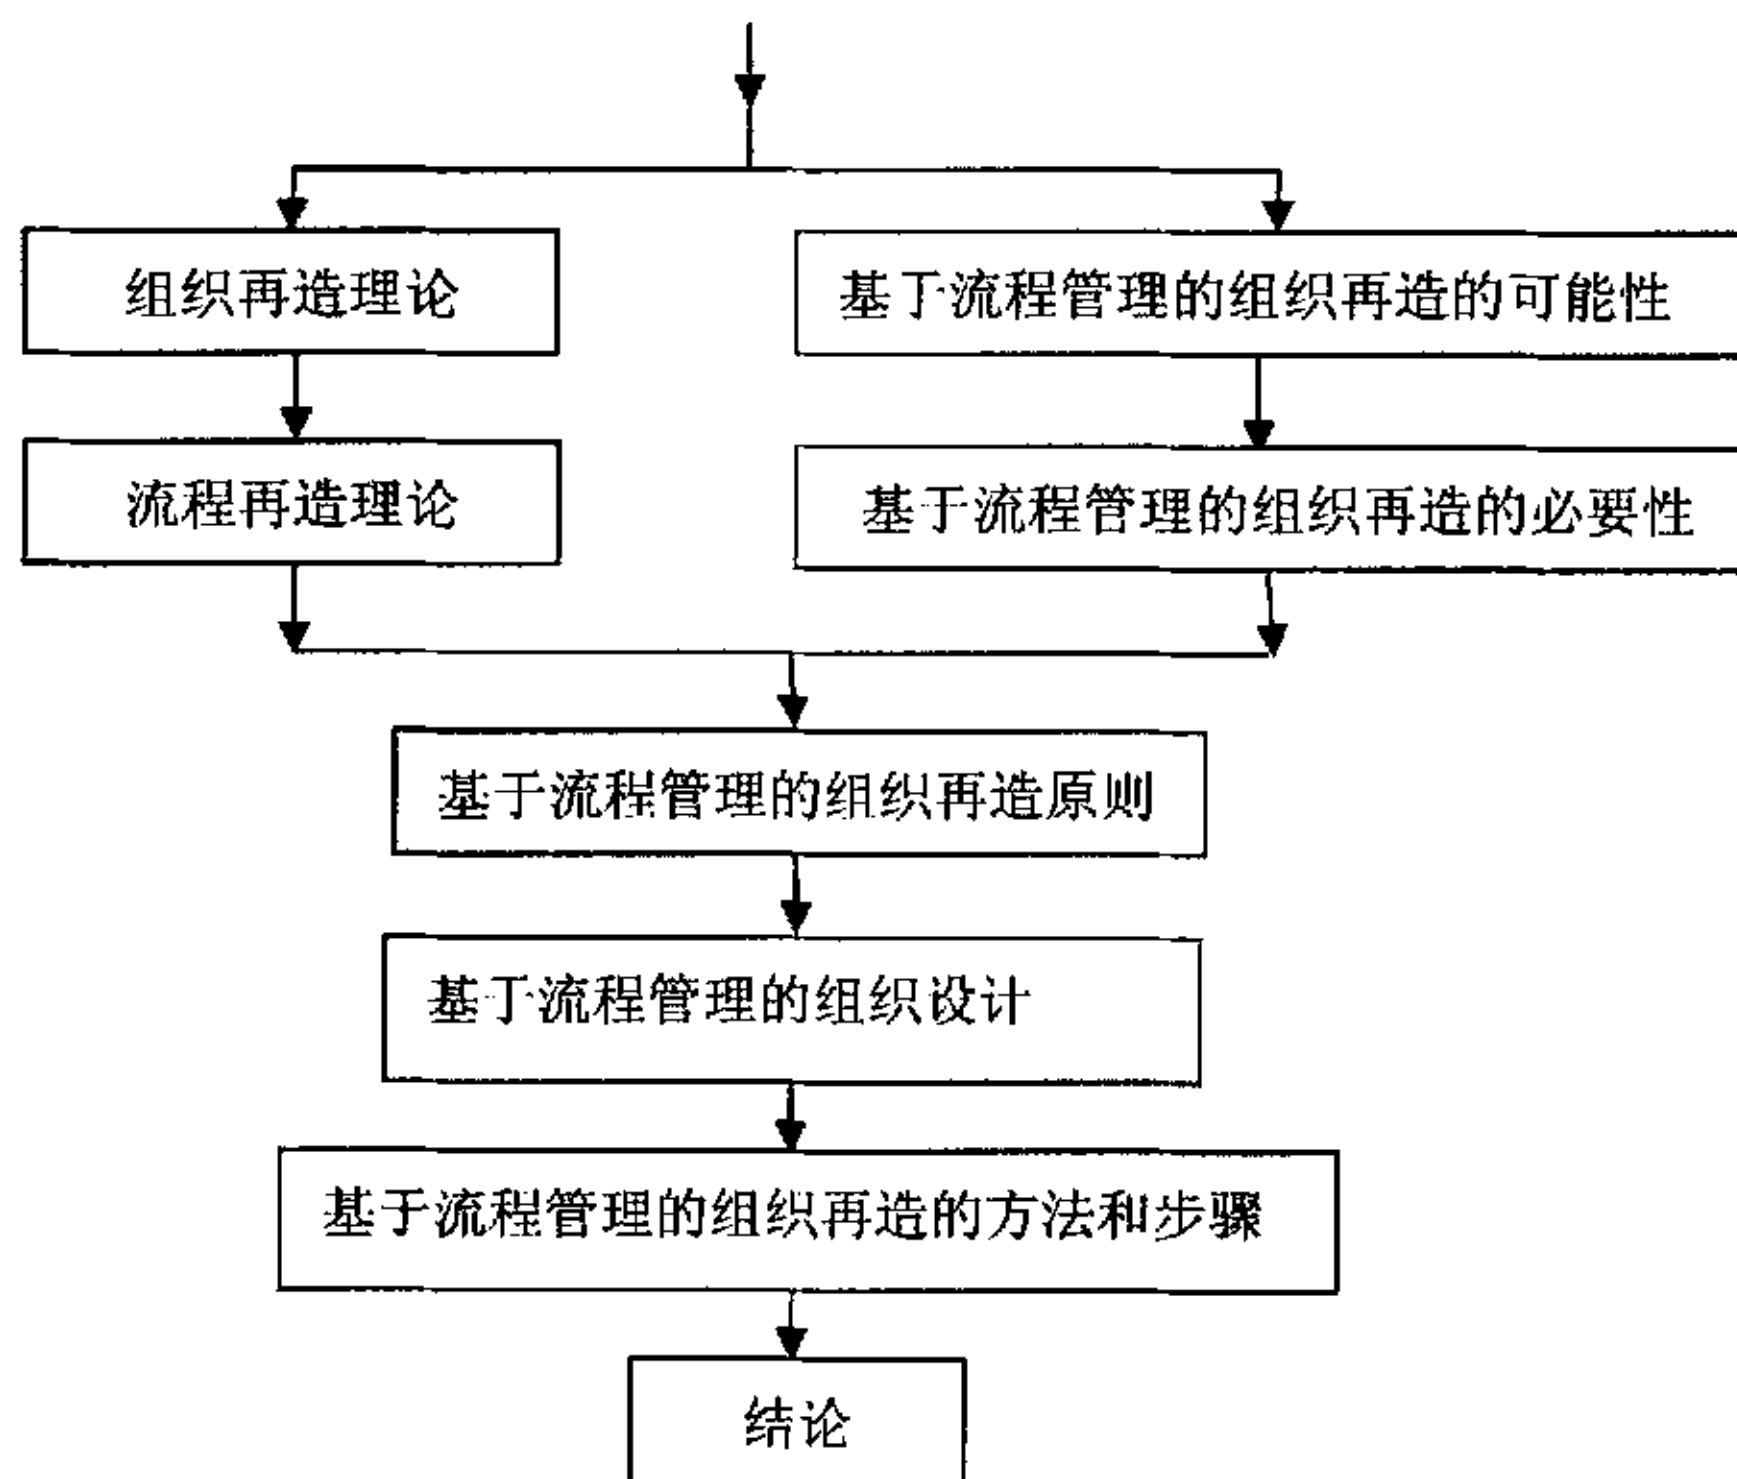 组织再造理论
基于流程管理的组织再造的可能性
流程再造理论
基于流程管理的组织再造的必要性
基于流程管理的组织再造原则
基于流程管理的组织设计
基于流程管理的组织再造的方法和步骤
结论